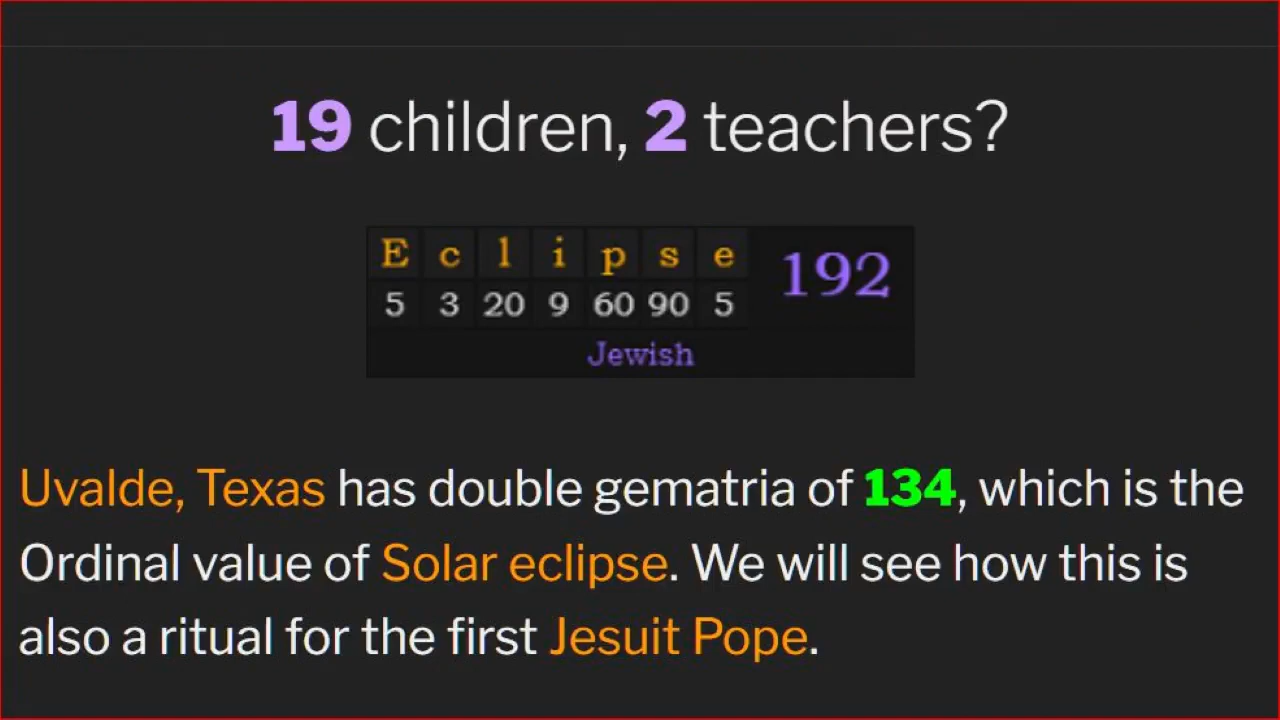 19 children, 2 teachers?
E c l i p s e 192
5 3 20 9 60 90 5
Jewish
Uvalde, Texas has double gematria of 134, which is the
Ordinal value of Solar eclipse. We will see how this is
also a ritual for the first Jesuit Pope.